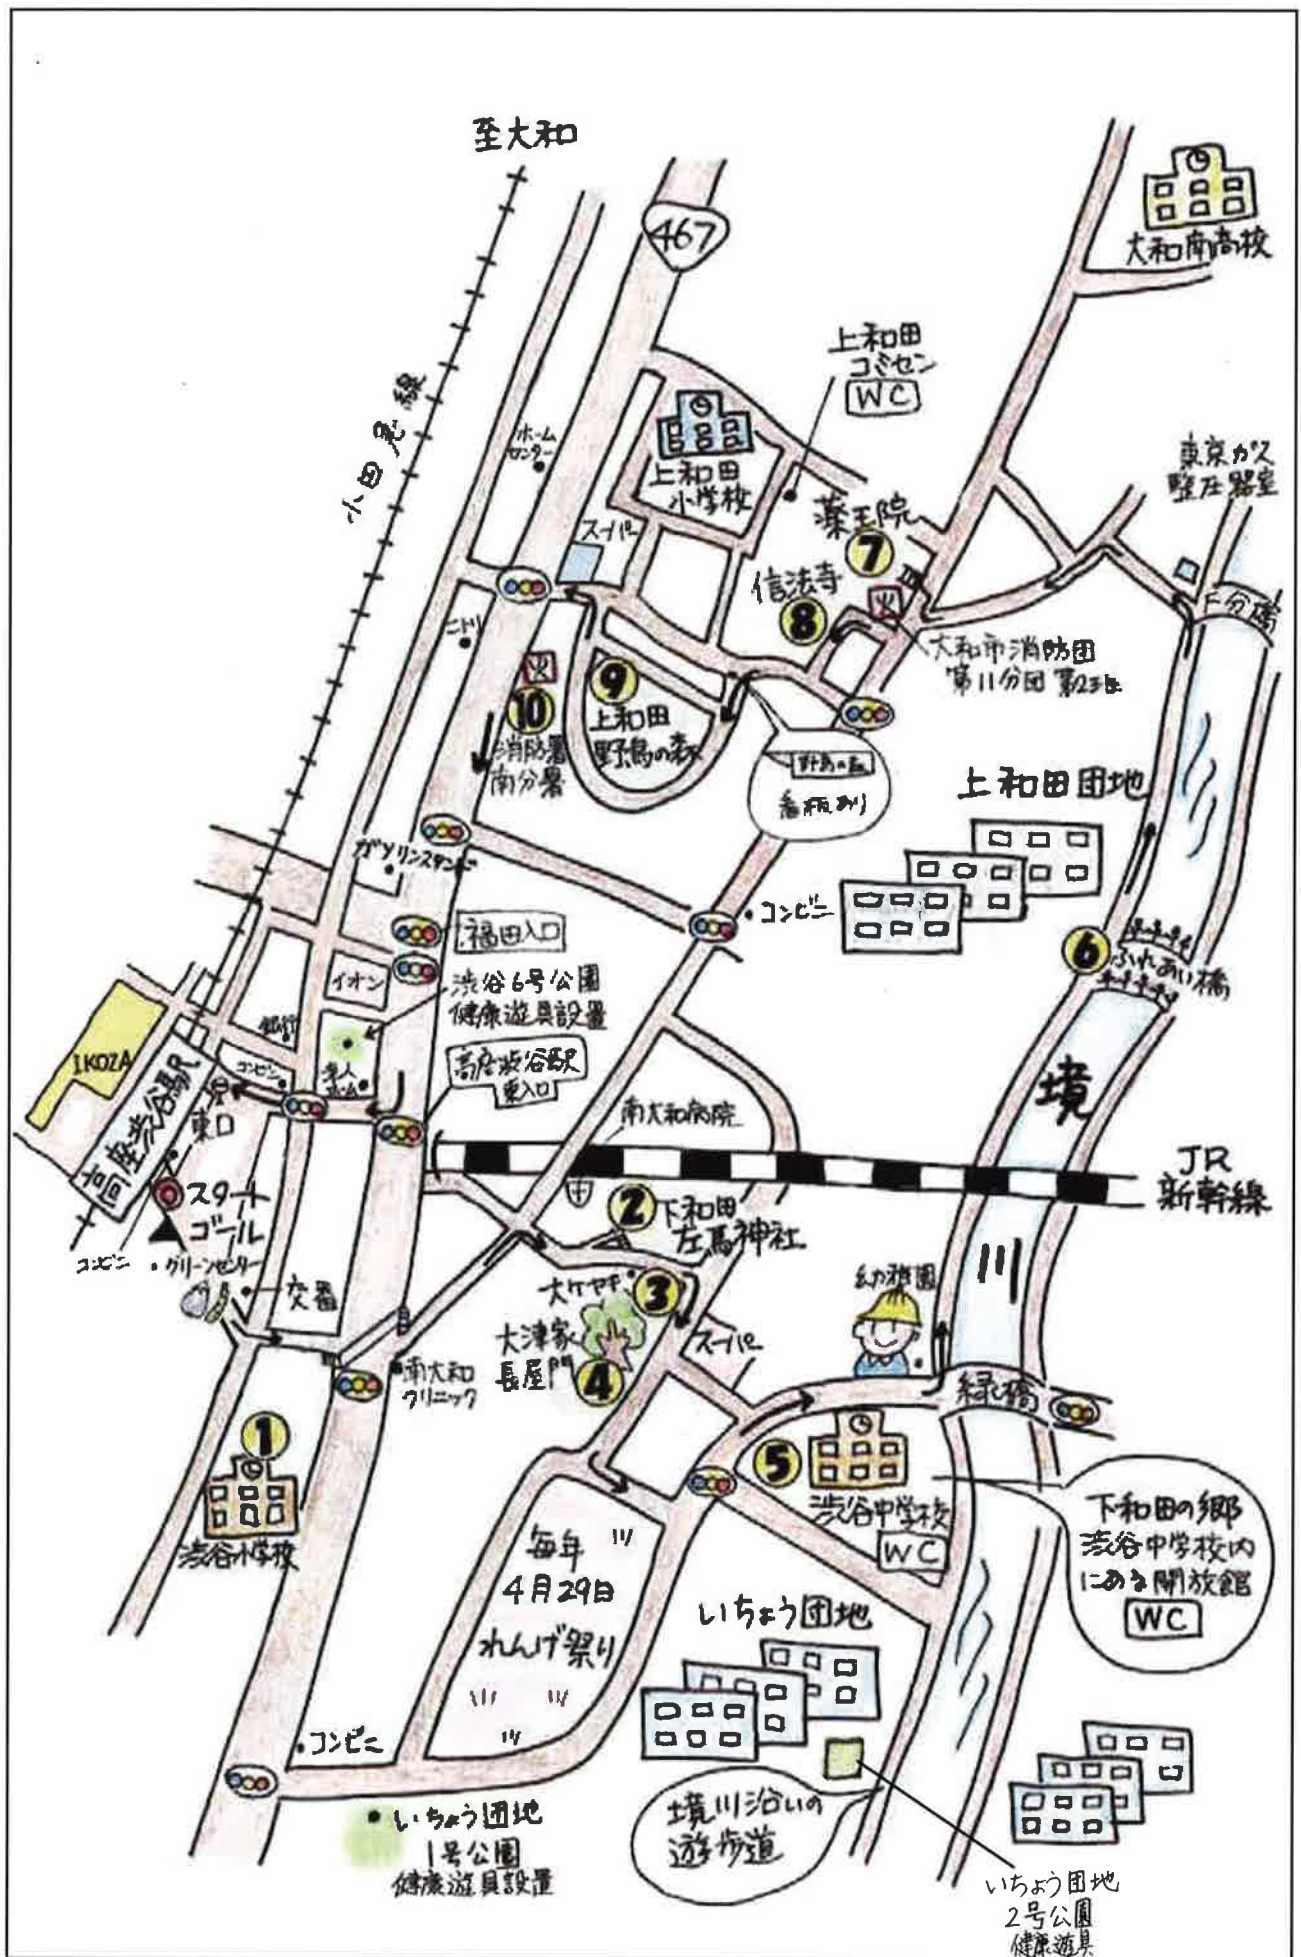 至大和
467
大和南高校
上和田
コミセン
WC
小田急線
ホーム
センター
上和田
小学校
東京ガス
整圧器室
スーパー
薬王院
7
信法寺
8
下分橋
ニトリ
大和市消防団
第11分団
9
上和田
野鳥の森
10
消防署
南分署
野鳥の森
看板あり
上和田団地
ガソリンスタンド
コンビニ
福田入口
イオン
渋谷6号公園
健康遊具設置
6
ふれあい橋
銀行
IKOZA
コンビニ
老人
ホーム
高座渋谷駅
東入口
高座渋谷駅
東口
境
川
南大和病院
JR
新幹線
スタート
ゴール
2
下和田
左馬神社
コンビニ
グリーンセンター
交番
大ケヤキ
3
幼稚園
大津家
長屋門
4
スーパー
南大和
クリニック
緑橋
1
渋谷小学校
5
渋谷中学校
WC
下和田の郷
渋谷中学校内
にある開放館
WC
毎年
4月29日
れんげ祭り
いちょう団地
コンビニ
境川沿いの
遊歩道
いちょう団地
1号公園
健康遊具設置
いちょう団地
2号公園
健康遊具